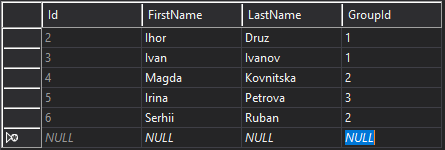 Id FirstName LastName GroupId
2 Ihor Druz 1
3 Ivan Ivanov 1
4 Magda Kovnitska 2
5 Irina Petrova 3
6 Serhii Ruban 2
NULL NULL NULL NULL